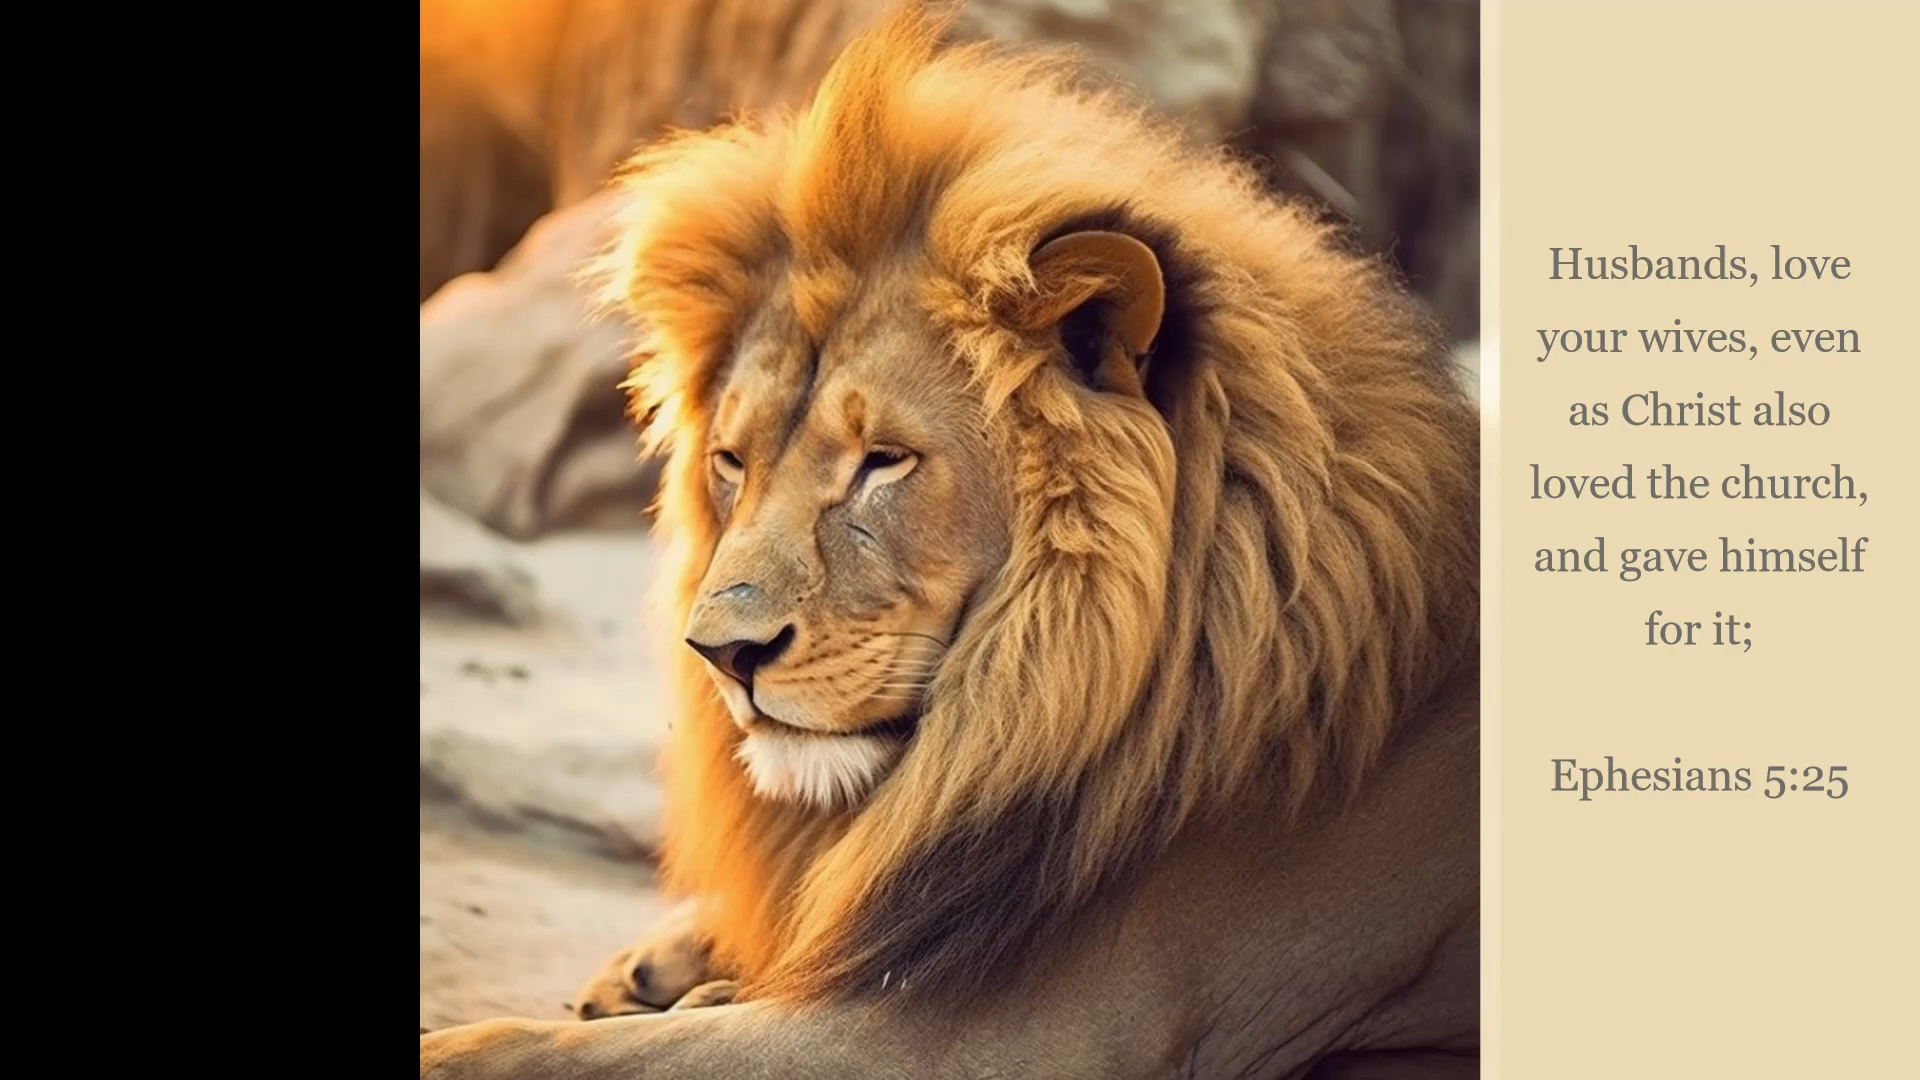 Husbands, love
your wives, even
as Christ also
loved the church,
and gave himself
for it;
Ephesians 5:25